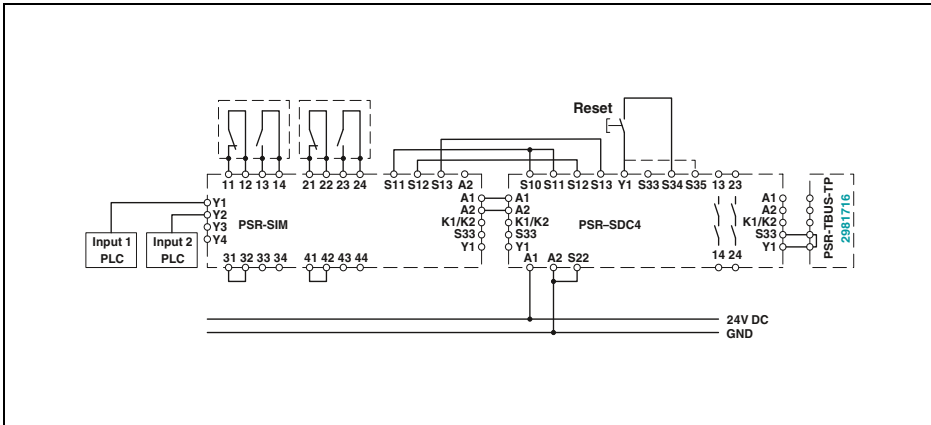 Reset
11 12 13 14 21 22 23 24 S11 S12 S13 A2 S10 S11 S12 S13 Y1 S33 S34 S35 13 23
Y1
Y2
Y3
Y4
PSR-SIM
A1
A2
K1/K2
S33
Y1
A1
A2
K1/K2
S33
Y1
PSR–SDC4
A1
A2
K1/K2
S33
Y1
PSR-TBUS-TP
2981716
Input 1
PLC
Input 2
PLC
31 32 33 34 41 42 43 44 A1 A2 S22 14 24
24V DC
GND